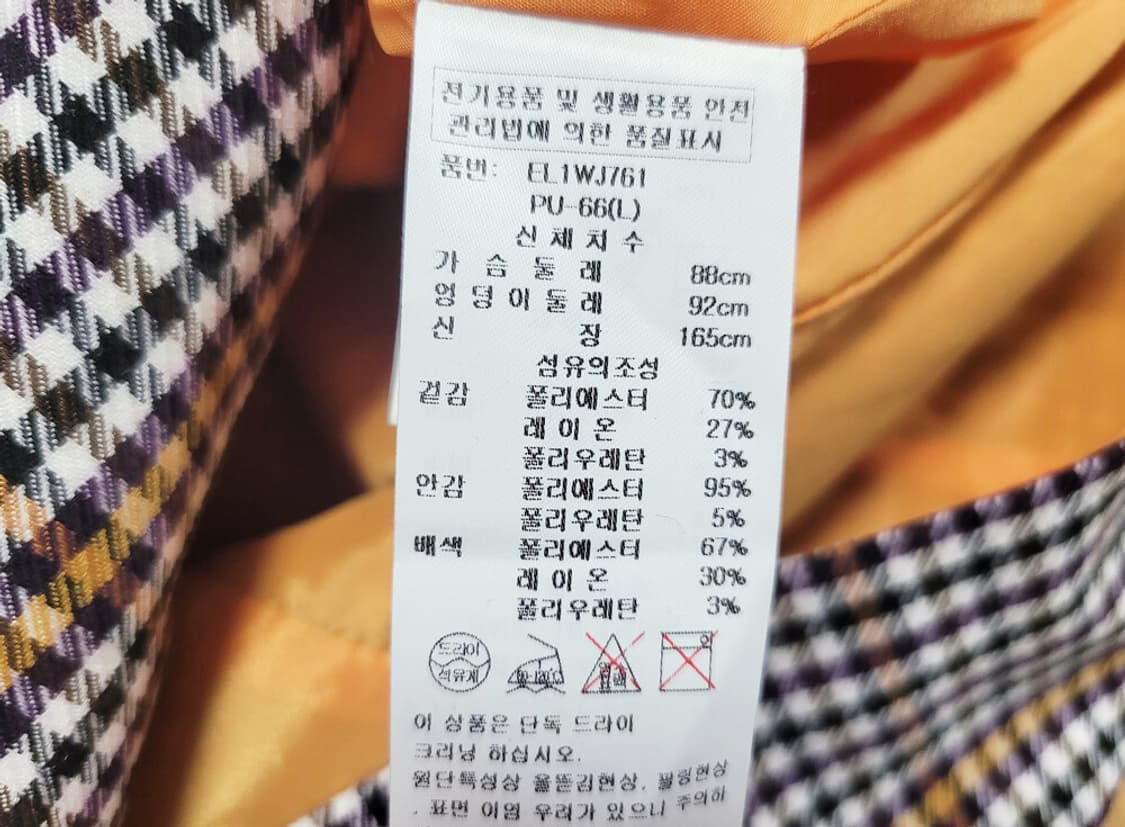 전기용품 및 생활용품 안전
관리법에 의한 품질표시
품번: EL1WJ761
PU-66(L)
신체치수
가슴둘레 88cm
엉덩이둘레 92cm
신장 165cm
섬유의조성
겉감 폴리에스터 70%
레이온 27%
폴리우레탄 3%
안감 폴리에스터 95%
폴리우레탄 5%
배색 폴리에스터 67%
레이온 30%
폴리우레탄 3%
드라이
석유계
80-120℃
염소
표백
이 상품은 단독 드라이
크리닝 하십시오.
원단특성상 올뜯김현상, 필링현상
, 표면 이염 우려가 있으니 주의하